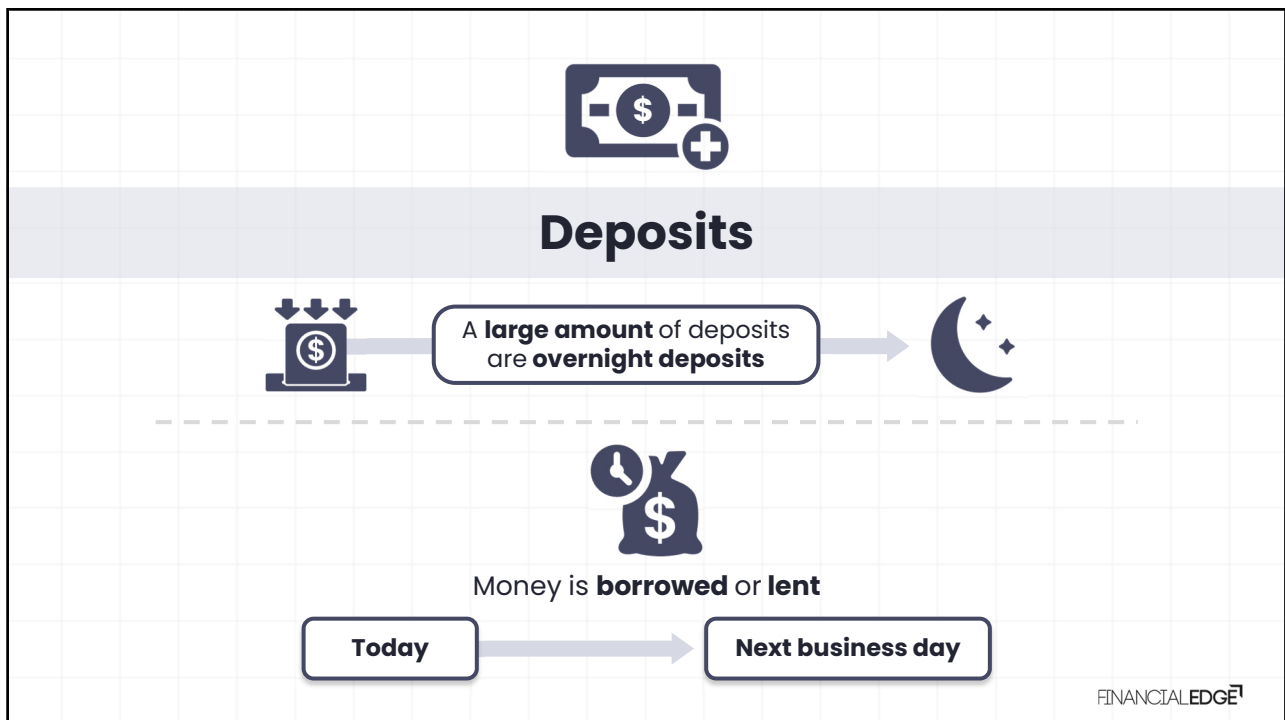 $
Deposits
$
A large amount of deposits
are overnight deposits
$
Money is borrowed or lent
Today
Next business day
FINANCIALEDGE